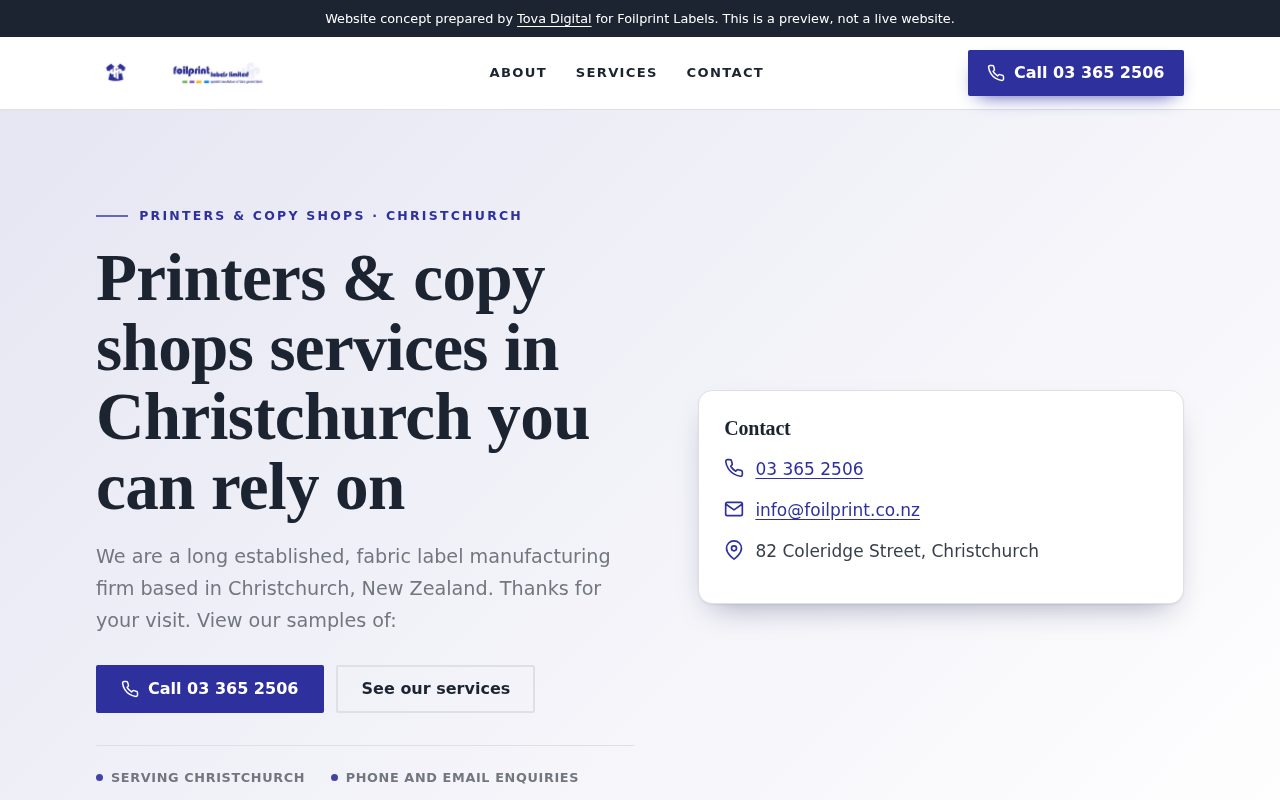 Website concept prepared by Tova Digital for Foilprint Labels. This is a preview, not a live website.
foilprint labels limited
ABOUT
SERVICES
CONTACT
Call 03 365 2506
PRINTERS & COPY SHOPS · CHRISTCHURCH
Printers & copy
shops services in
Christchurch you
can rely on
We are a long established, fabric label manufacturing
firm based in Christchurch, New Zealand. Thanks for
your visit. View our samples of:
Call 03 365 2506
See our services
SERVING CHRISTCHURCH
PHONE AND EMAIL ENQUIRIES
Contact
03 365 2506
info@foilprint.co.nz
82 Coleridge Street, Christchurch